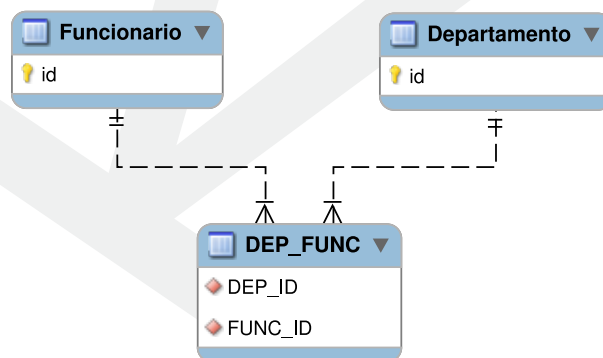 Funcionario
id
Departamento
id
DEP_FUNC
DEP_ID
FUNC_ID